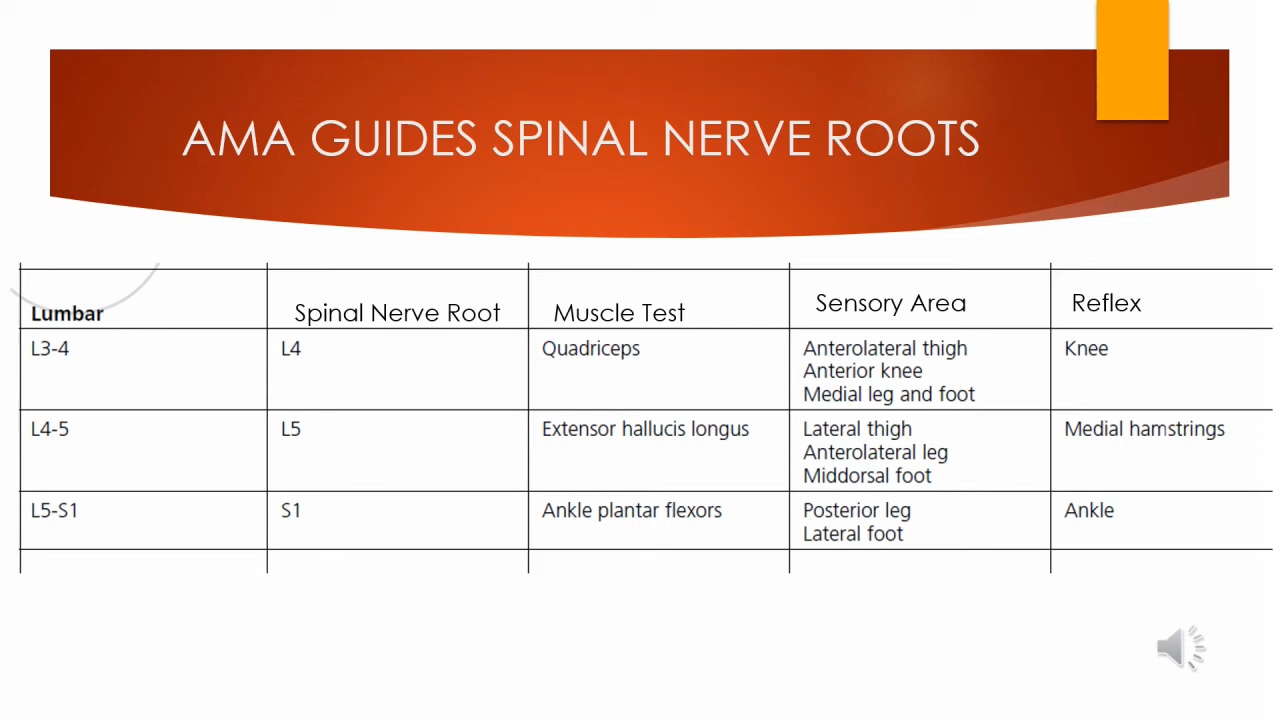 AMA GUIDES SPINAL NERVE ROOTS
Lumbar Spinal Nerve Root Muscle Test Sensory Area Reflex
L3-4 L4 Quadriceps Anterolateral thigh Knee
Anterior knee
Medial leg and foot
L4-5 L5 Extensor hallucis longus Lateral thigh Medial hamstrings
Anterolateral leg
Middorsal foot
L5-S1 S1 Ankle plantar flexors Posterior leg Ankle
Lateral foot